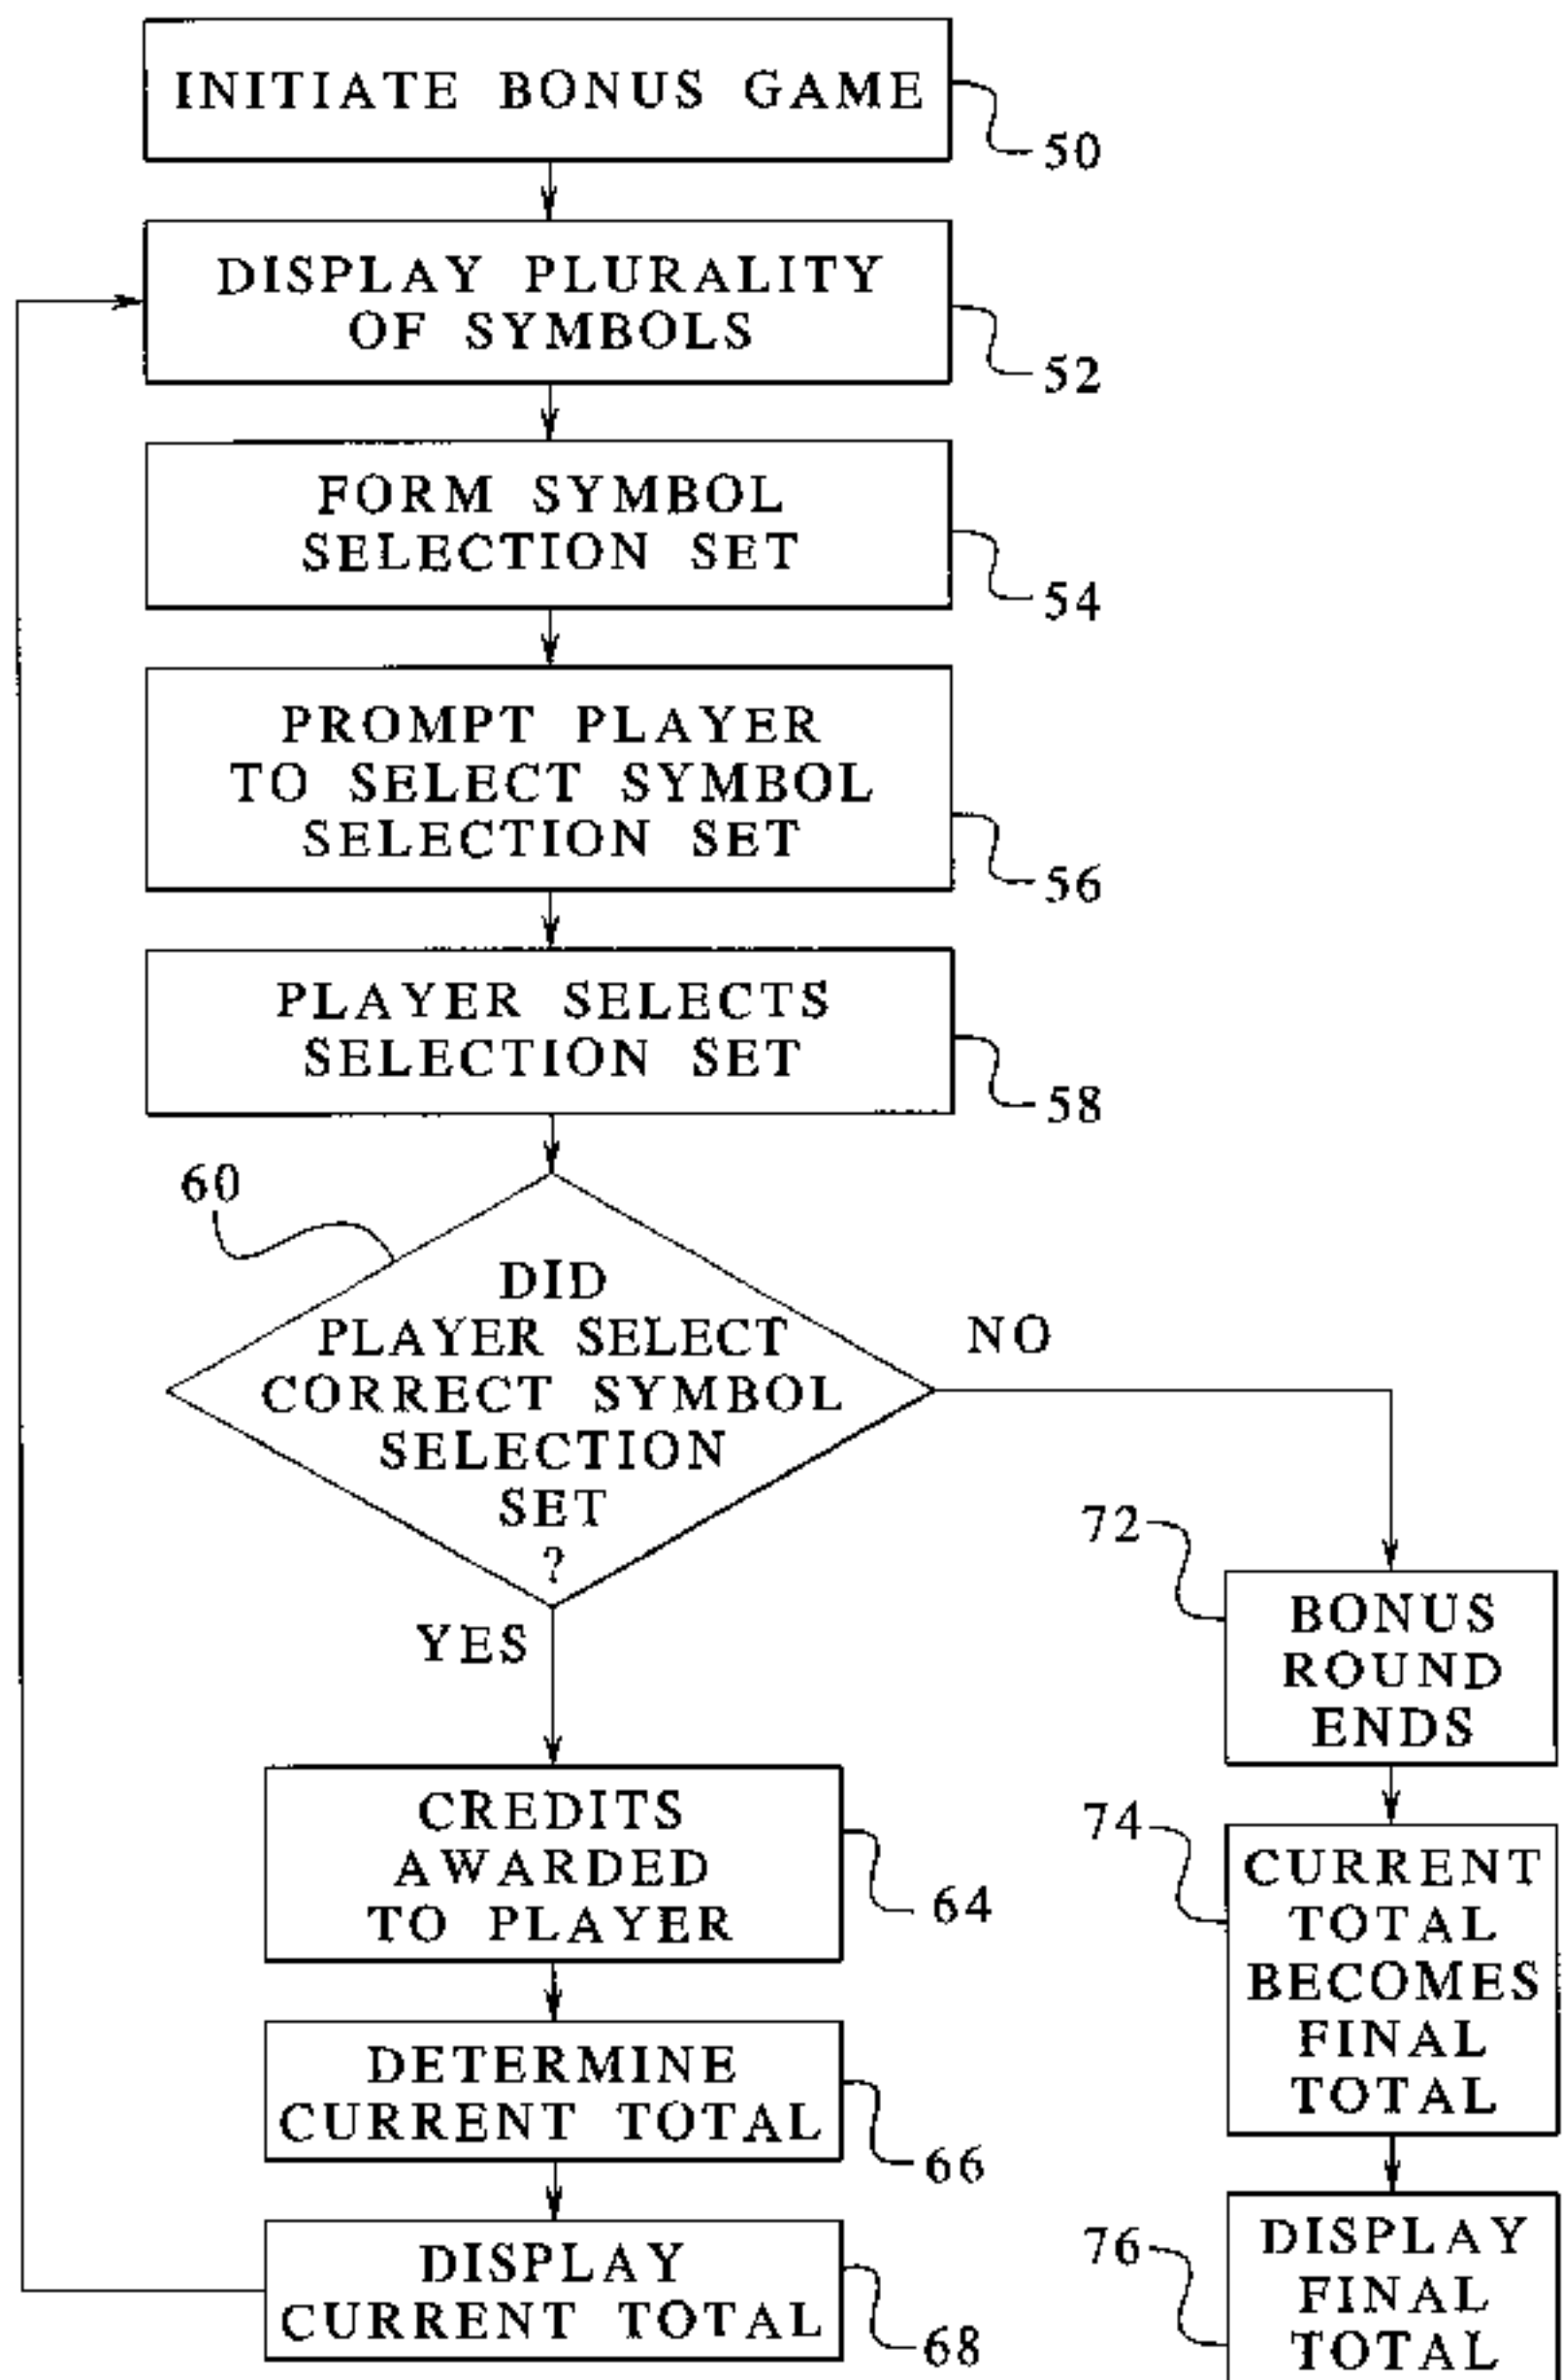 INITIATE BONUS GAME
50
DISPLAY PLURALITY
OF SYMBOLS
52
FORM SYMBOL
SELECTION SET
54
PROMPT PLAYER
TO SELECT SYMBOL
SELECTION SET
56
PLAYER SELECTS
SELECTION SET
58
60
DID
PLAYER SELECT
CORRECT SYMBOL
SELECTION
SET
?
NO
YES
CREDITS
AWARDED
TO PLAYER
64
DETERMINE
CURRENT TOTAL
66
DISPLAY
CURRENT TOTAL
68
72
BONUS
ROUND
ENDS
74
CURRENT
TOTAL
BECOMES
FINAL
TOTAL
76
DISPLAY
FINAL
TOTAL